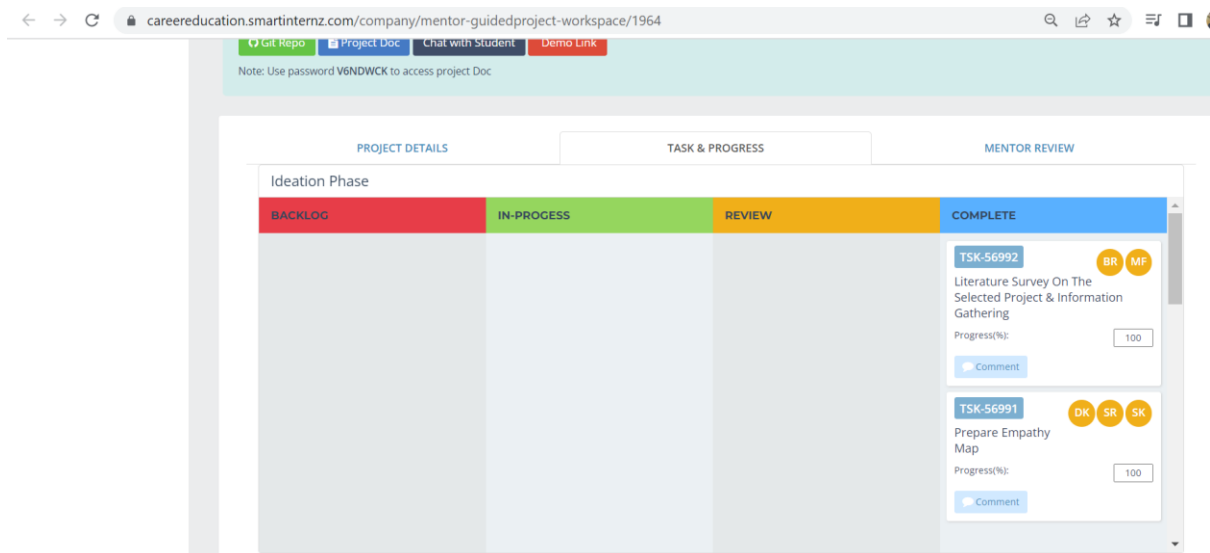 careereducation.smartinternz.com/company/mentor-guidedproject-workspace/1964
Git Repo Project Doc Chat with Student Demo Link
Note: Use password V6NDWCK to access project Doc
PROJECT DETAILS TASK & PROGRESS MENTOR REVIEW
Ideation Phase
BACKLOG IN-PROGESS REVIEW COMPLETE
TSK-56992 BR MF
Literature Survey On The
Selected Project & Information
Gathering
Progress(%): 100
Comment
TSK-56991 DK SR SK
Prepare Empathy
Map
Progress(%): 100
Comment